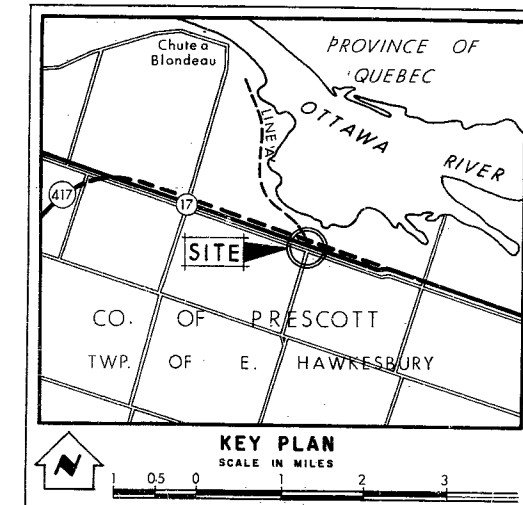 Chute à
Blondeau
PROVINCE OF
QUEBEC
OTTAWA
RIVER
LINE 'A'
417
17
SITE
CO. OF PRESCOTT
TWP. OF E. HAWKESBURY
KEY PLAN
SCALE IN MILES
N
1 0.5 0 1 2 3